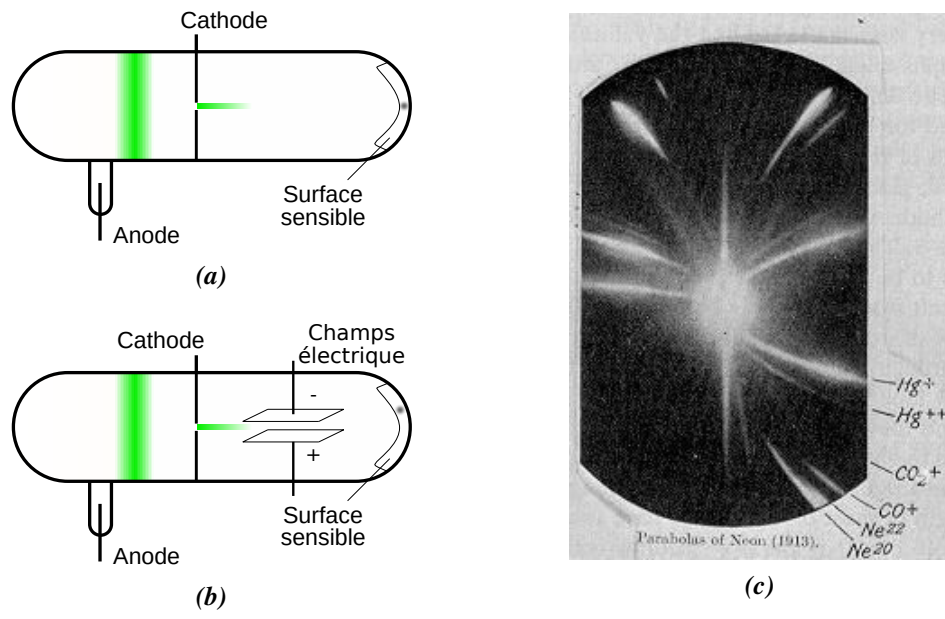 Cathode
Surface
sensible
Anode
(a)
Champs
électrique
Cathode
-
+
Surface
sensible
Anode
(b)
Hg+
Hg++
CO2+
CO+
Ne22
Ne20
Parabolas of Neon (1913).
(c)